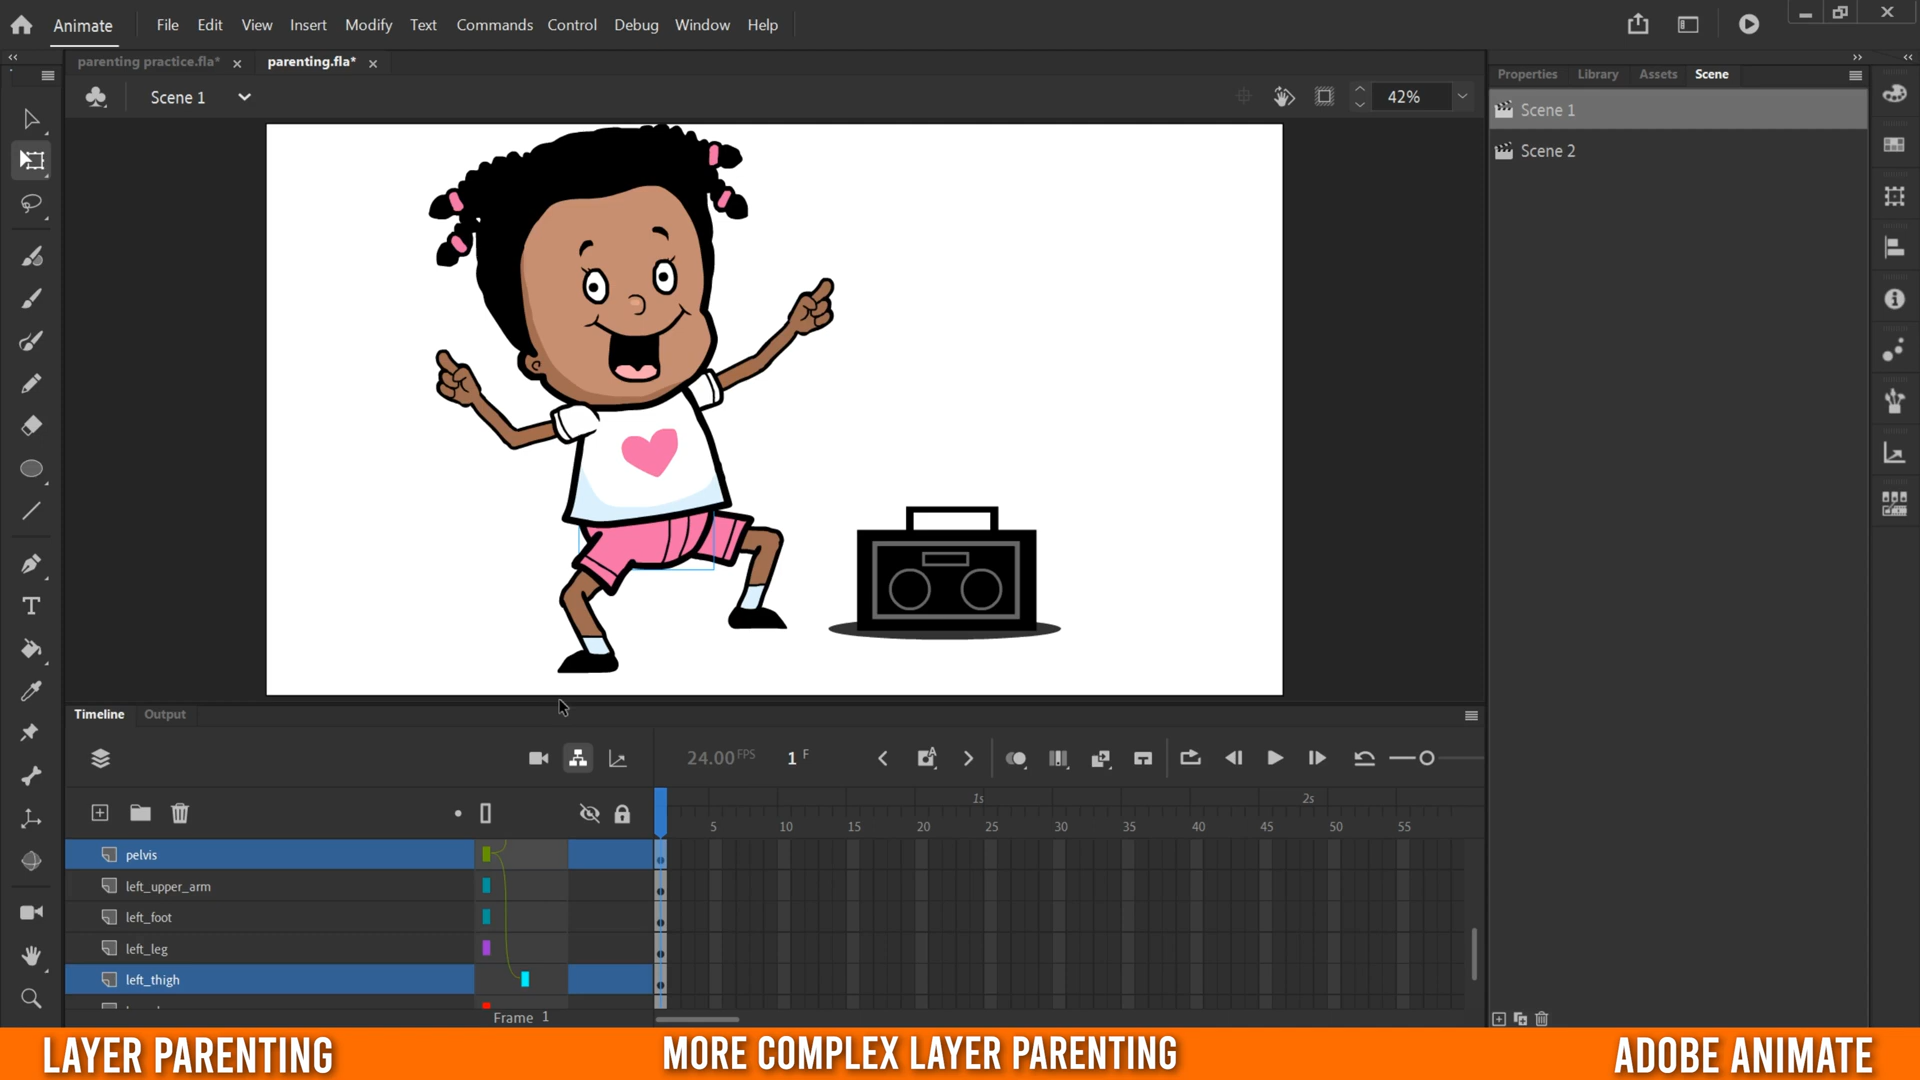 Animate File Edit View Insert Modify Text Commands Control Debug Window Help
parenting practice.fla* parenting.fla*
Properties Library Assets Scene
Scene 1
42%
Scene 1
Scene 2
Timeline Output
24.00 FPS 1 F
1s 2s
5 10 15 20 25 30 35 40 45 50 55
pelvis
left_upper_arm
left_foot
left_leg
left_thigh
Frame 1
LAYER PARENTING
MORE COMPLEX LAYER PARENTING
ADOBE ANIMATE